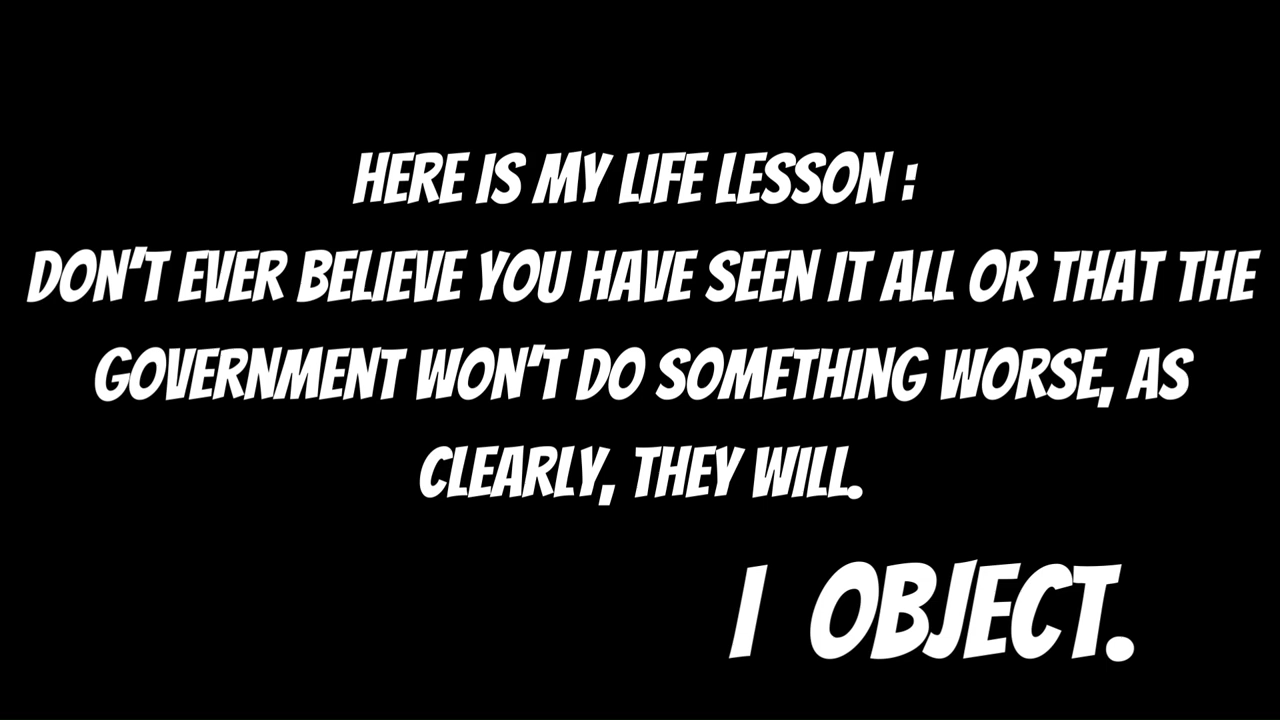 HERE IS MY LIFE LESSON :
DON'T EVER BELIEVE YOU HAVE SEEN IT ALL OR THAT THE
GOVERNMENT WON'T DO SOMETHING WORSE, AS
CLEARLY, THEY WILL.
I OBJECT.